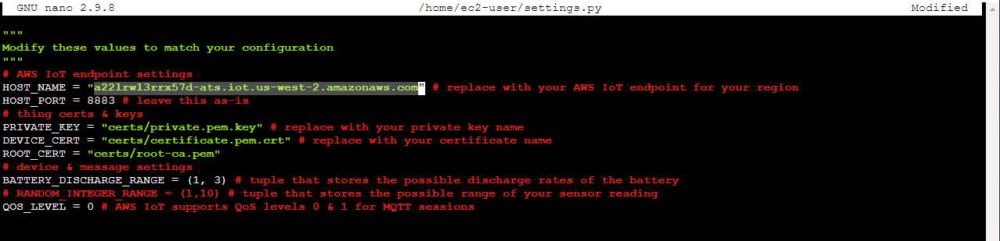 GNU nano 2.9.8 /home/ec2-user/settings.py Modified
"""
Modify these values to match your configuration
"""
# AWS IoT endpoint settings
HOST_NAME = "a22lrwl3rrx57d-ats.iot.us-west-2.amazonaws.com" # replace with your AWS IoT endpoint for your region
HOST_PORT = 8883 # leave this as-is
# thing certs & keys
PRIVATE_KEY = "certs/private.pem.key" # replace with your private key name
DEVICE_CERT = "certs/certificate.pem.crt" # replace with your certificate name
ROOT_CERT = "certs/root-ca.pem"
# device & message settings
BATTERY_DISCHARGE_RANGE = (1, 3) # tuple that stores the possible discharge rates of the battery
# RANDOM_INTEGER_RANGE = (1,10) # tuple that stores the possible range of your sensor reading
QOS_LEVEL = 0 # AWS IoT supports QoS levels 0 & 1 for MQTT sessions